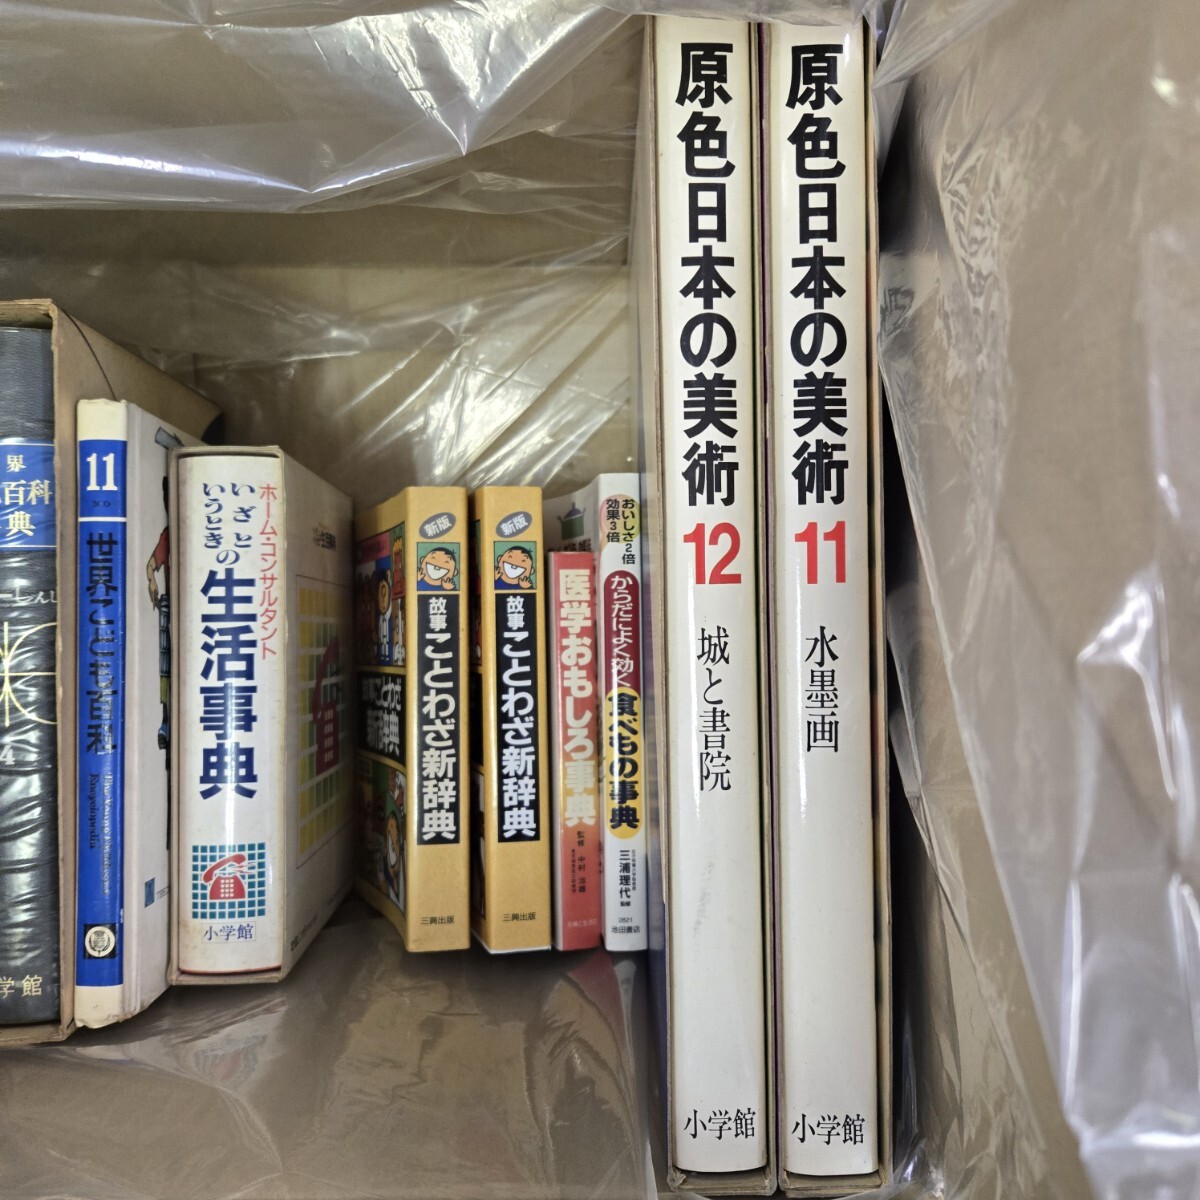 界
百科
典
4
学館
11
世界こども百科
ホーム・コンサルタント
いざと
いうときの
生活事典
小学館
新版
故事
ことわざ新辞典
三興出版
新版
故事
ことわざ新辞典
三興出版
医学おもしろ事典
監修
おいしさ2倍
効果3倍
からだによく効く
食べもの事典
三浦理代
2821
池田書店
原色日本の美術
12
城と書院
小学館
原色日本の美術
11
水墨画
小学館